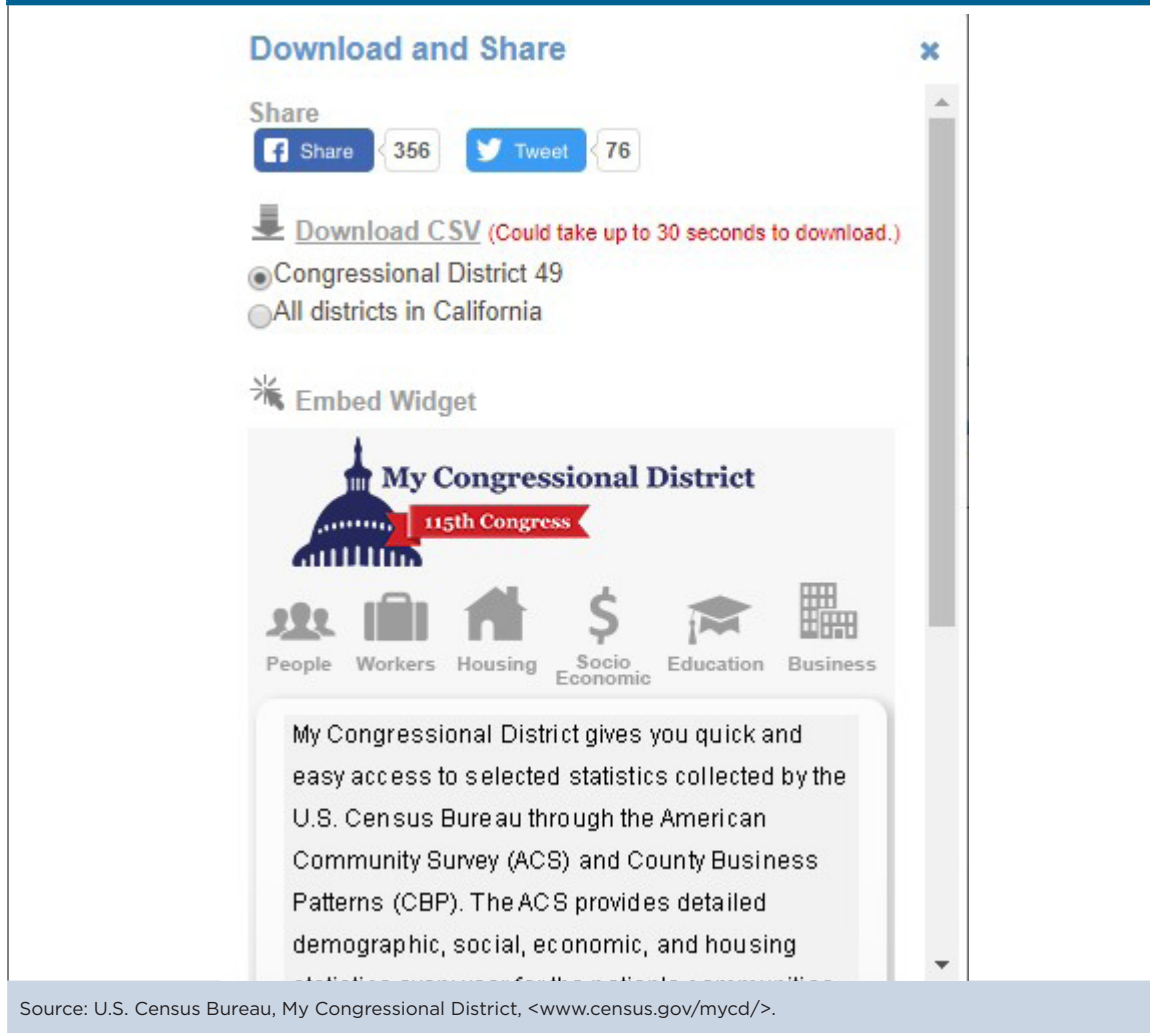 Download and Share
Share
Share 356 Tweet 76
Download CSV (Could take up to 30 seconds to download.)
Congressional District 49
All districts in California
Embed Widget
My Congressional District
115th Congress
People Workers Housing Socio Economic Education Business
My Congressional District gives you quick and
easy access to selected statistics collected by the
U.S. Census Bureau through the American
Community Survey (ACS) and County Business
Patterns (CBP). The ACS provides detailed
demographic, social, economic, and housing
Source: U.S. Census Bureau, My Congressional District, <www.census.gov/mycd/>.